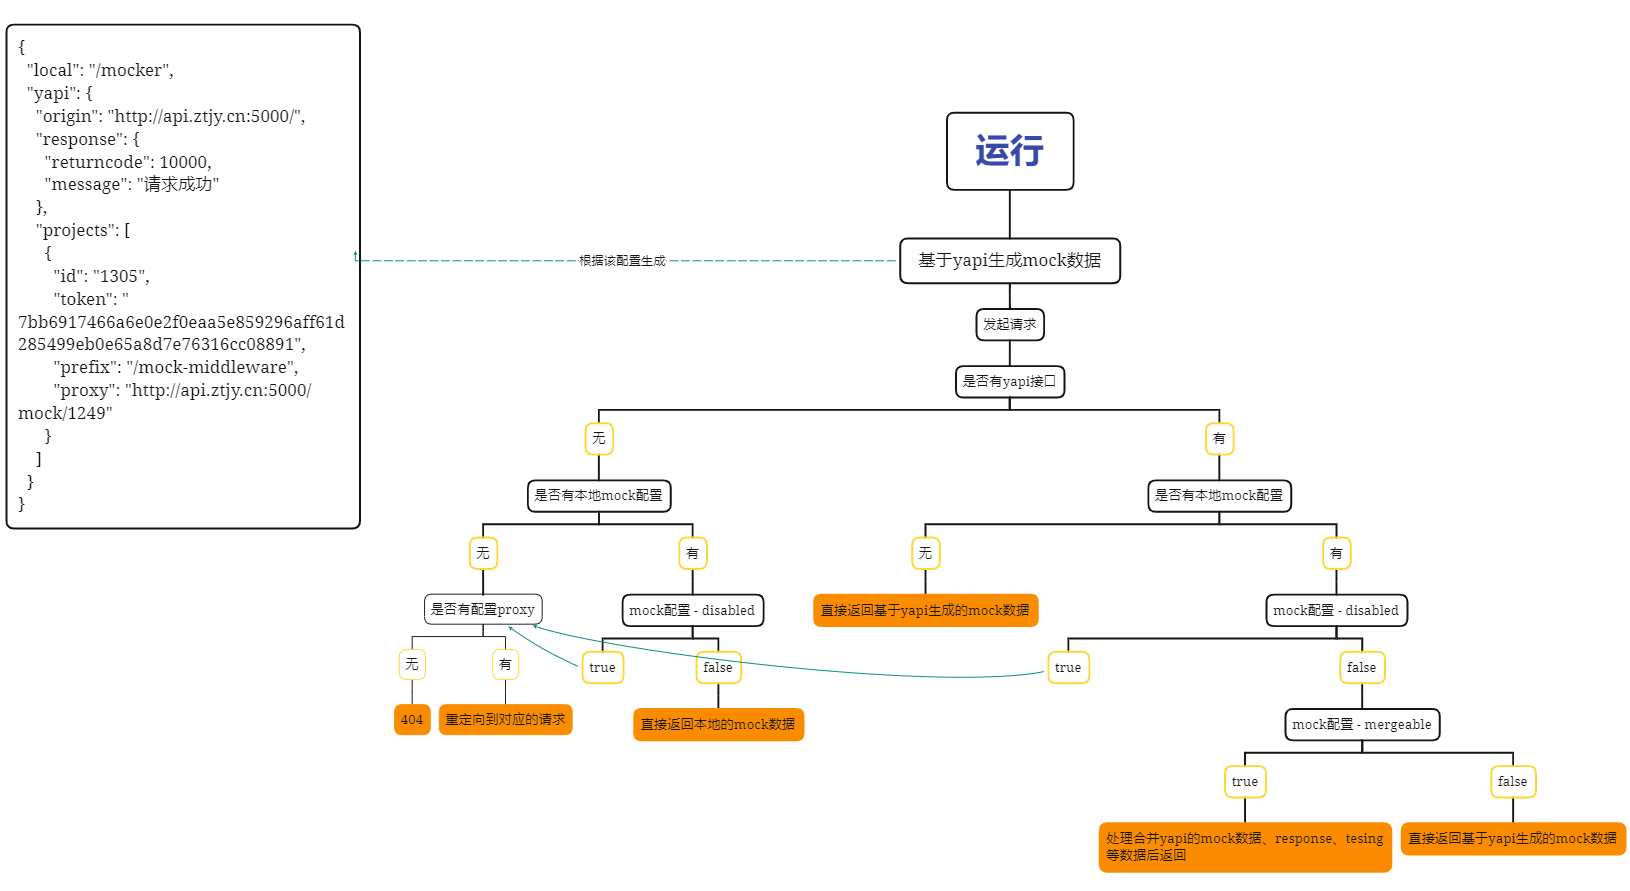 {
"local": "/mocker",
"yapi": {
"origin": "http://api.ztjy.cn:5000/",
"response": {
"returncode": 10000,
"message": "请求成功"
},
"projects": [
{
"id": "1305",
"token": "
7bb6917466a6e0e2f0eaa5e859296aff61d
285499eb0e65a8d7e76316cc08891",
"prefix": "/mock-middleware",
"proxy": "http://api.ztjy.cn:5000/
mock/1249"
}
]
}
}
运行
根据该配置生成
基于yapi生成mock数据
发起请求
是否有yapi接口
无
有
是否有本地mock配置
是否有本地mock配置
无
有
无
有
是否有配置proxy
mock配置 - disabled
直接返回基于yapi生成的mock数据
mock配置 - disabled
无
有
true
false
true
false
404
重定向到对应的请求
直接返回本地的mock数据
mock配置 - mergeable
true
false
处理合并yapi的mock数据、response、tesing
等数据后返回
直接返回基于yapi生成的mock数据